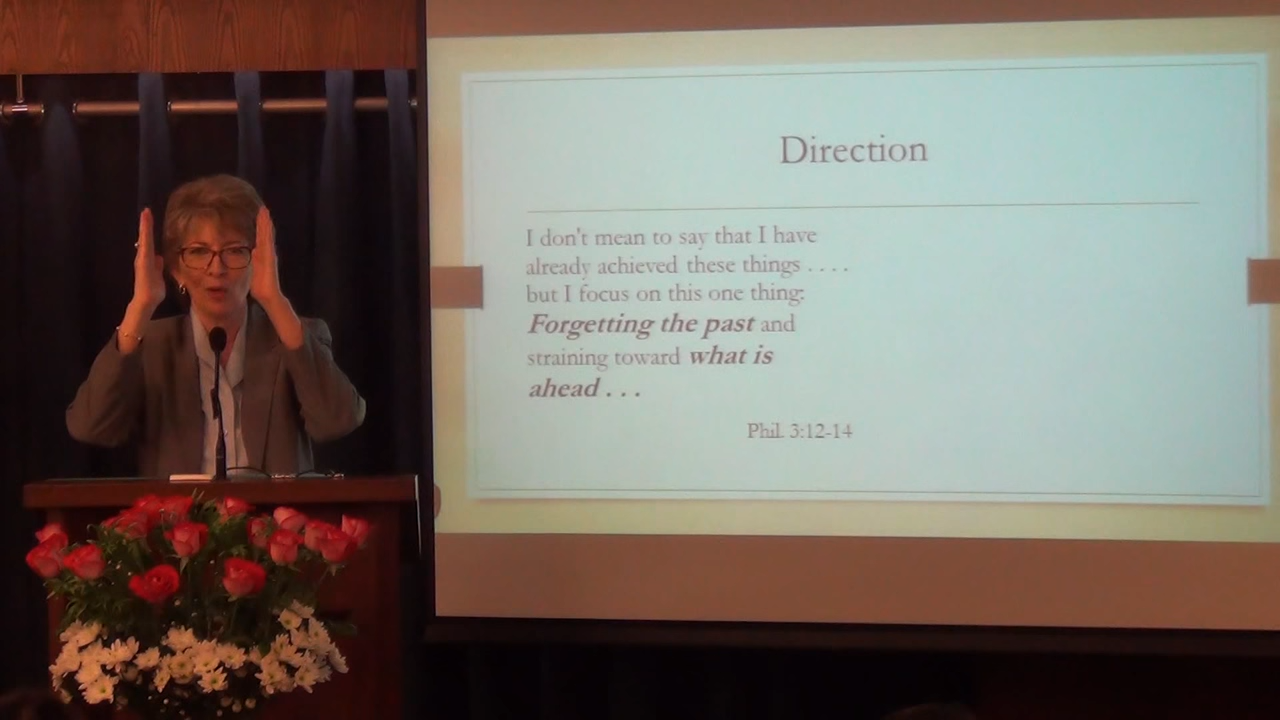 Direction
I don't mean to say that I have
already achieved these things . . . .
but I focus on this one thing:
Forgetting the past and
straining toward what is
ahead . . .
Phil. 3:12-14